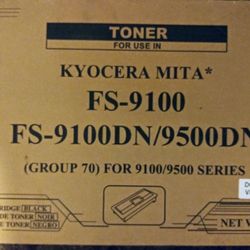 TONER
FOR USE IN
KYOCERA MITA*
FS-9100
FS-9100DN/9500DN
(GROUP 70) FOR 9100/9500 SERIES
RIDGE BLACK
DE TONER NOIR
E TONER NEGRO
NET